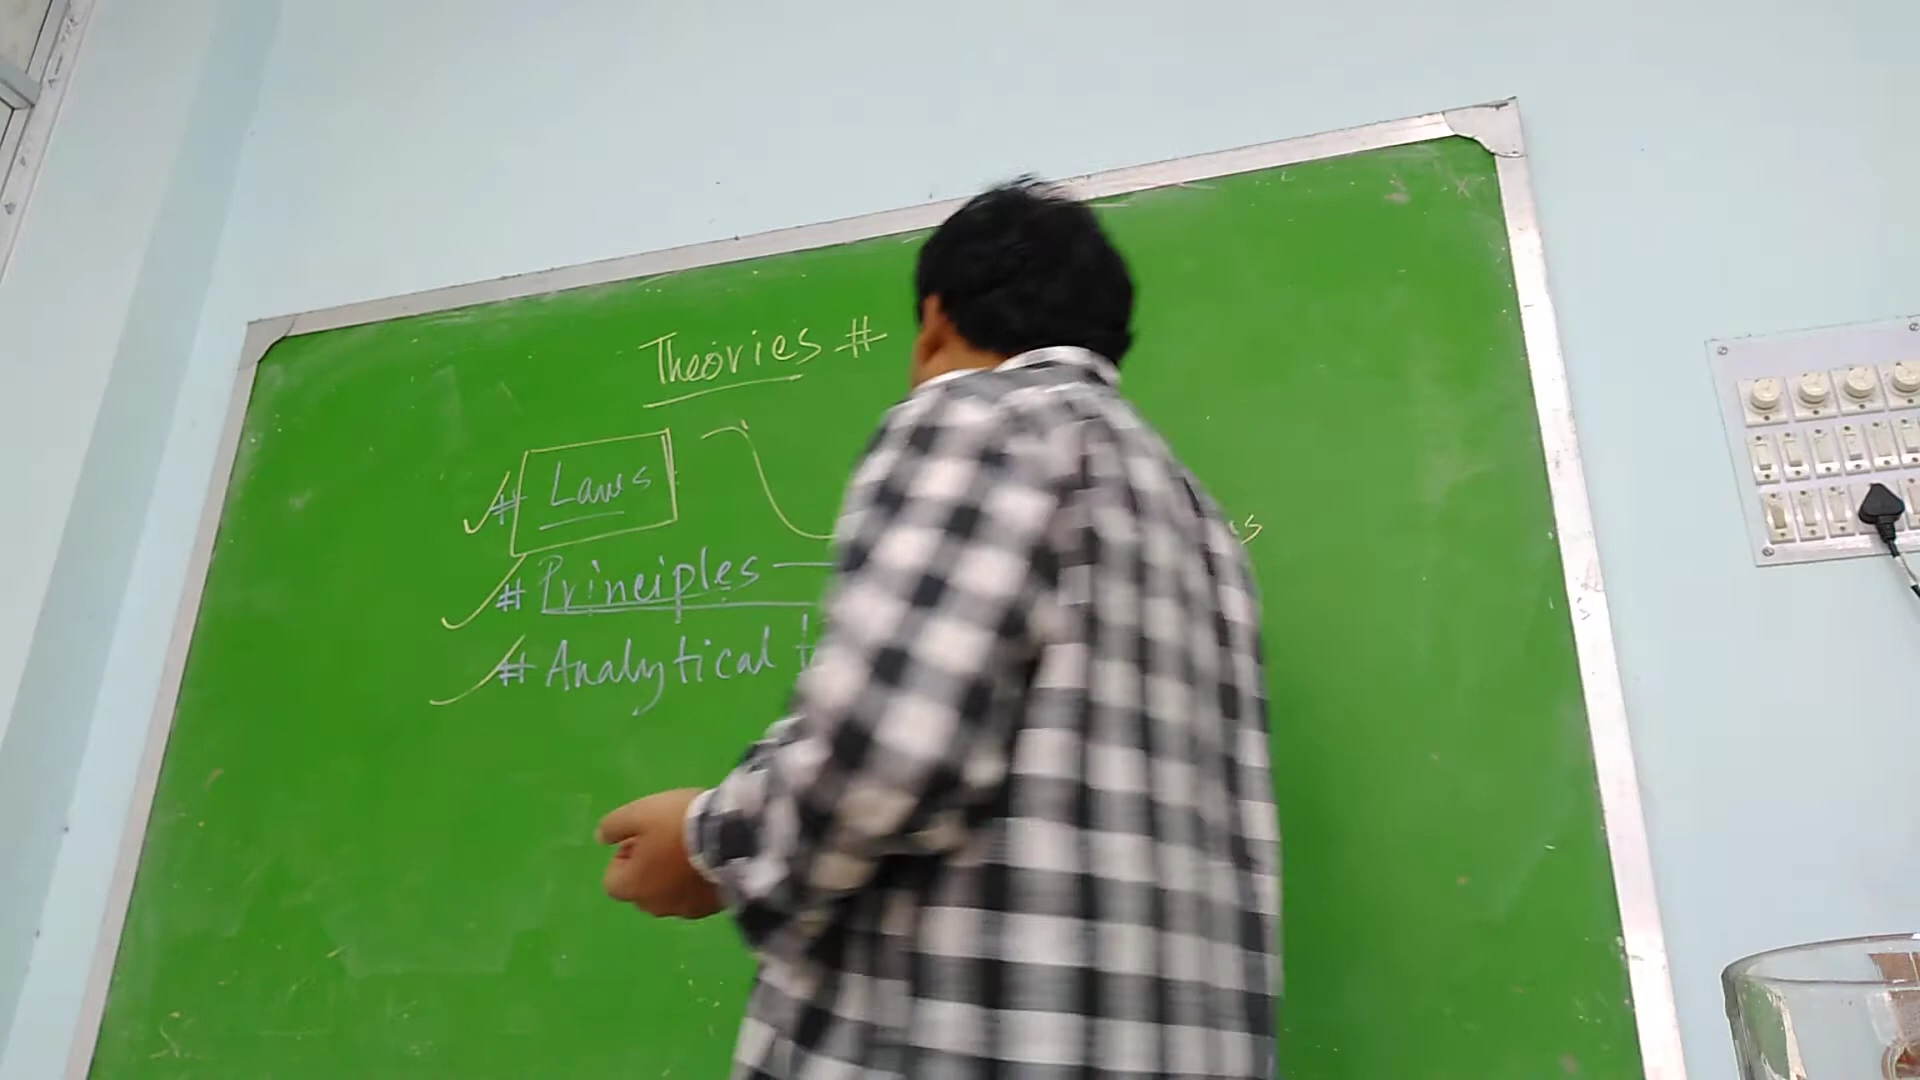 Theories #
# Laws
# Principles —
# Analytical